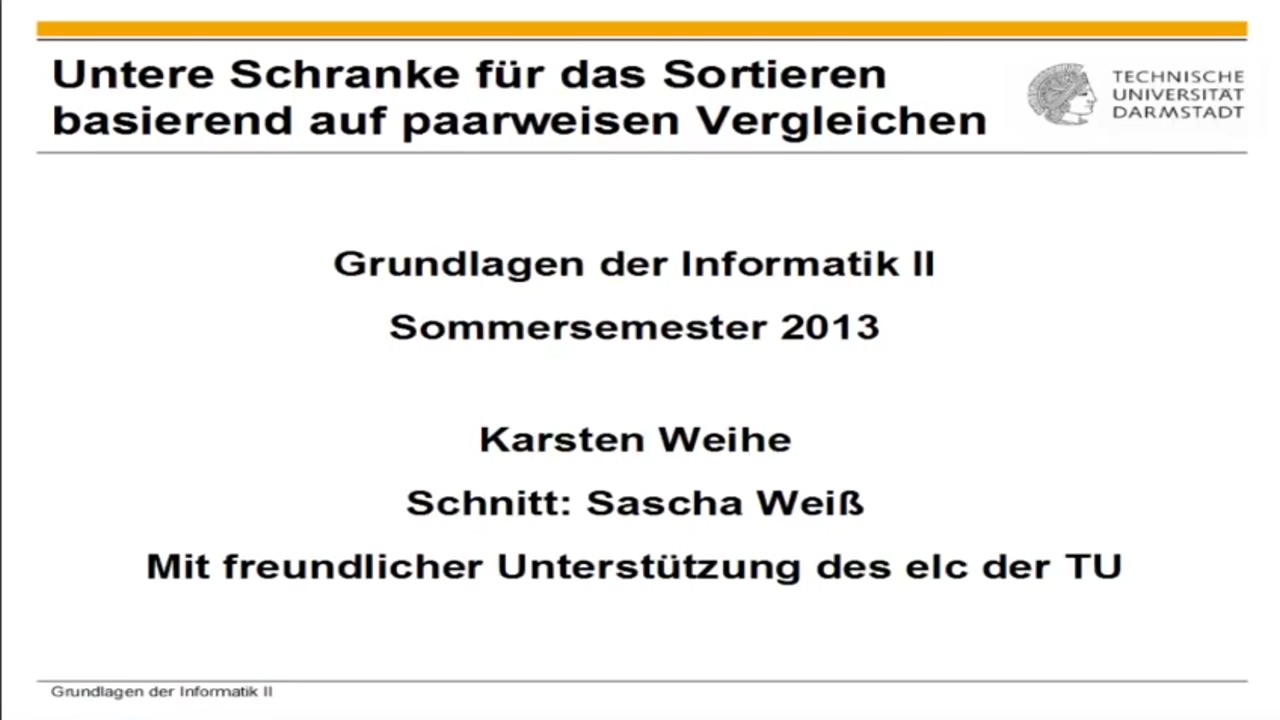 Untere Schranke für das Sortieren
basierend auf paarweisen Vergleichen
TECHNISCHE
UNIVERSITÄT
DARMSTADT
Grundlagen der Informatik II
Sommersemester 2013
Karsten Weihe
Schnitt: Sascha Weiß
Mit freundlicher Unterstützung des elc der TU
Grundlagen der Informatik II